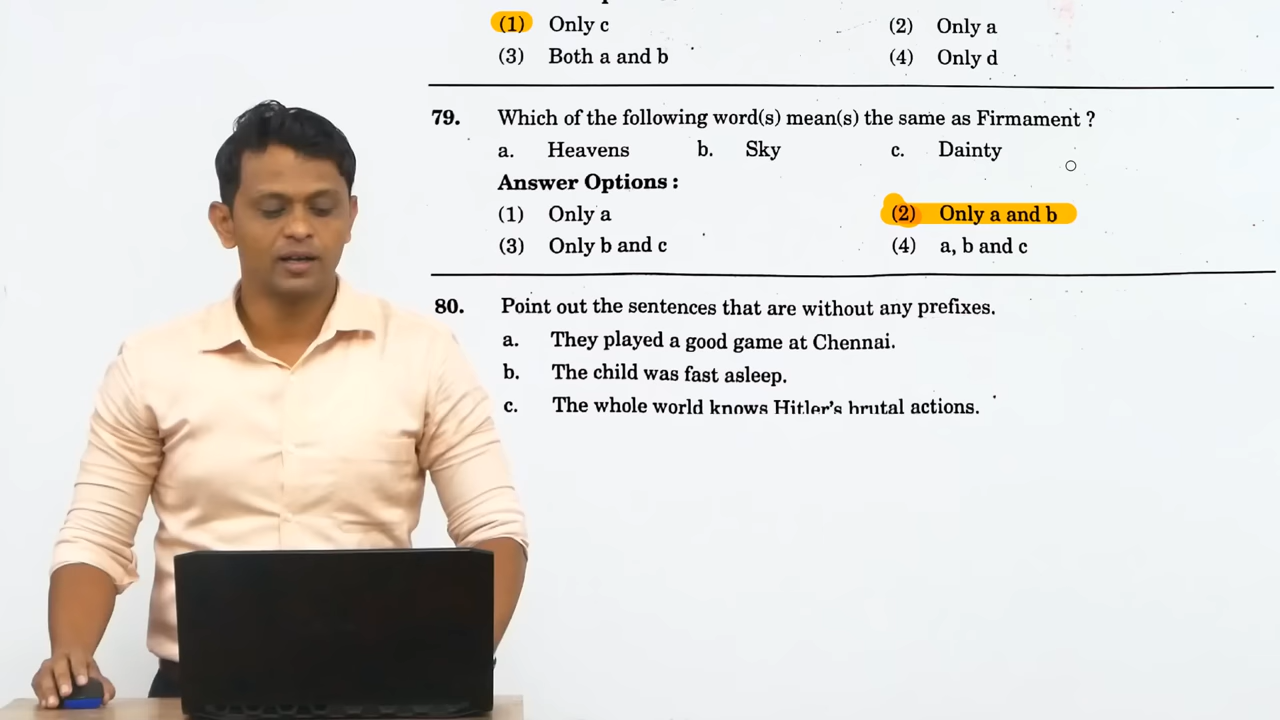 (1) Only c (2) Only a
(3) Both a and b (4) Only d
79. Which of the following word(s) mean(s) the same as Firmament ?
a. Heavens b. Sky c. Dainty
Answer Options :
(1) Only a (2) Only a and b
(3) Only b and c (4) a, b and c
80. Point out the sentences that are without any prefixes.
a. They played a good game at Chennai.
b. The child was fast asleep.
c. The whole world knows Hitler's brutal actions.